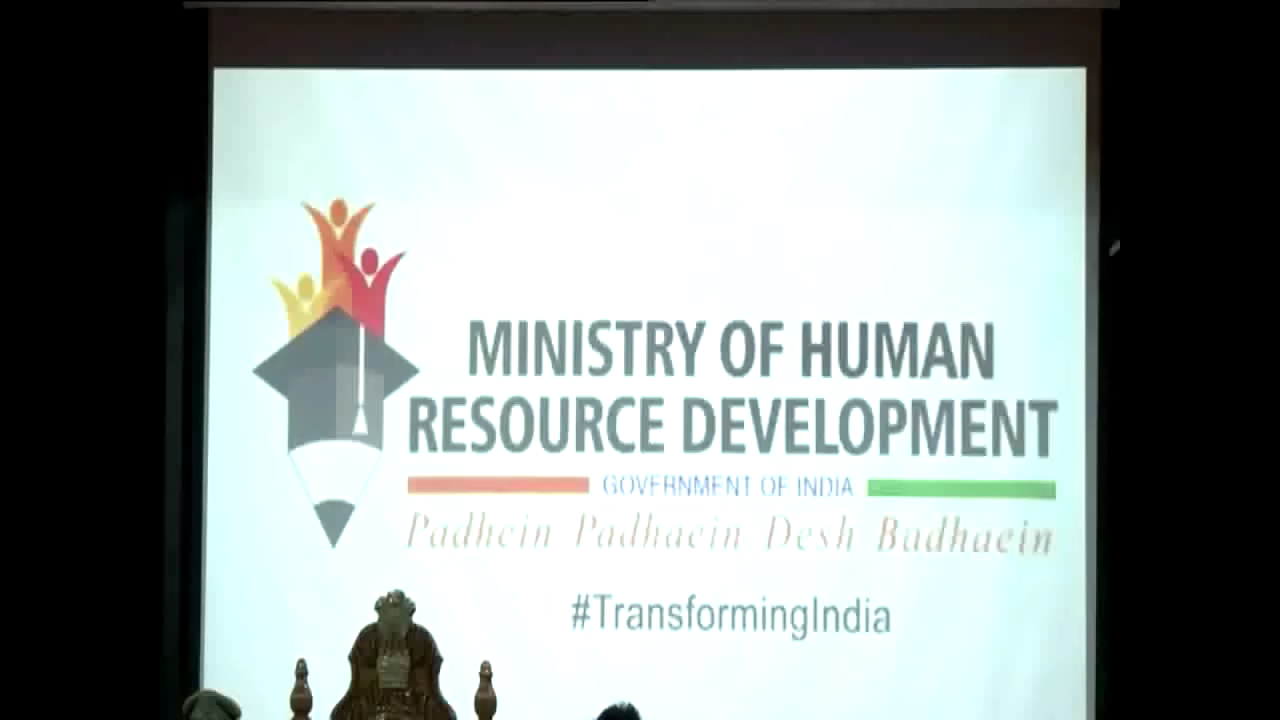 MINISTRY OF HUMAN
RESOURCE DEVELOPMENT
GOVERNMENT OF INDIA
Padhein Padhaein Desh Badhaein
#TransformingIndia